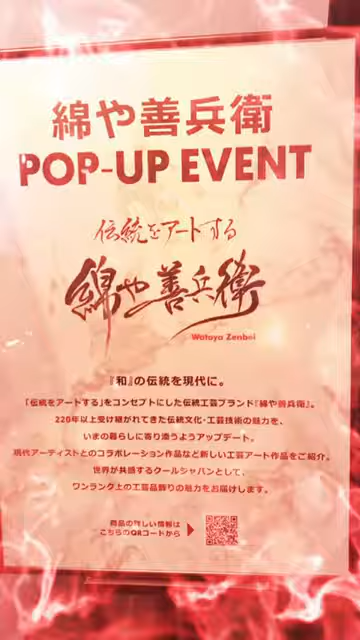 綿や善兵衛
POP-UP EVENT
伝統をアートする
綿や善兵衛
Wataya Zenbei
『和』の伝統を現代に。
「伝統をアートする」をコンセプトにした伝統工芸ブランド『綿や善兵衛』。
220年以上受け継がれてきた伝統文化・工芸技術の魅力を、
いまの暮らしに寄り添うようアップデート。
現代アーティストとのコラボレーション作品など新しい工芸アート作品をご紹介。
世界が共感するクールジャパンとして、
ワンランク上の工芸品飾りの魅力をお届けします。
商品の詳しい情報は
こちらのQRコードから